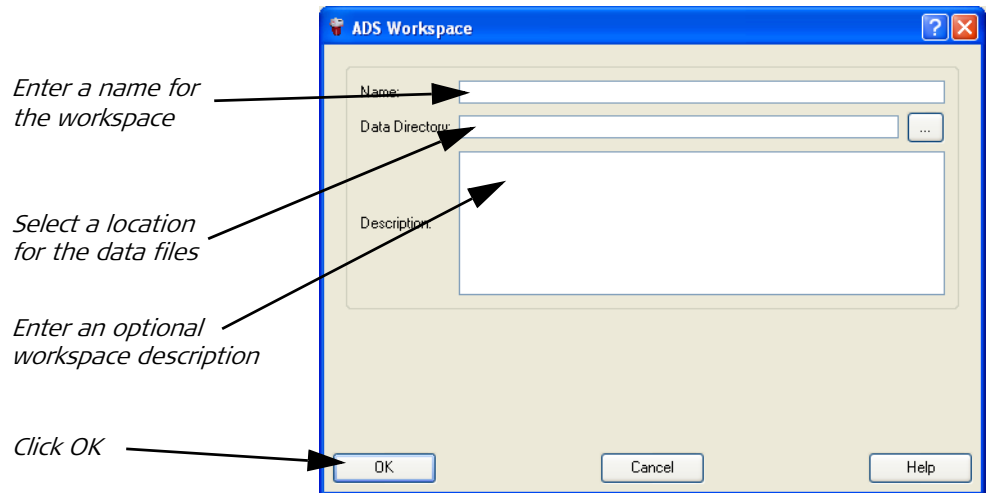 ADS Workspace
Enter a name for
the workspace
Name:
Data Directory:
...
Select a location
for the data files
Description:
Enter an optional
workspace description
Click OK
OK
Cancel
Help